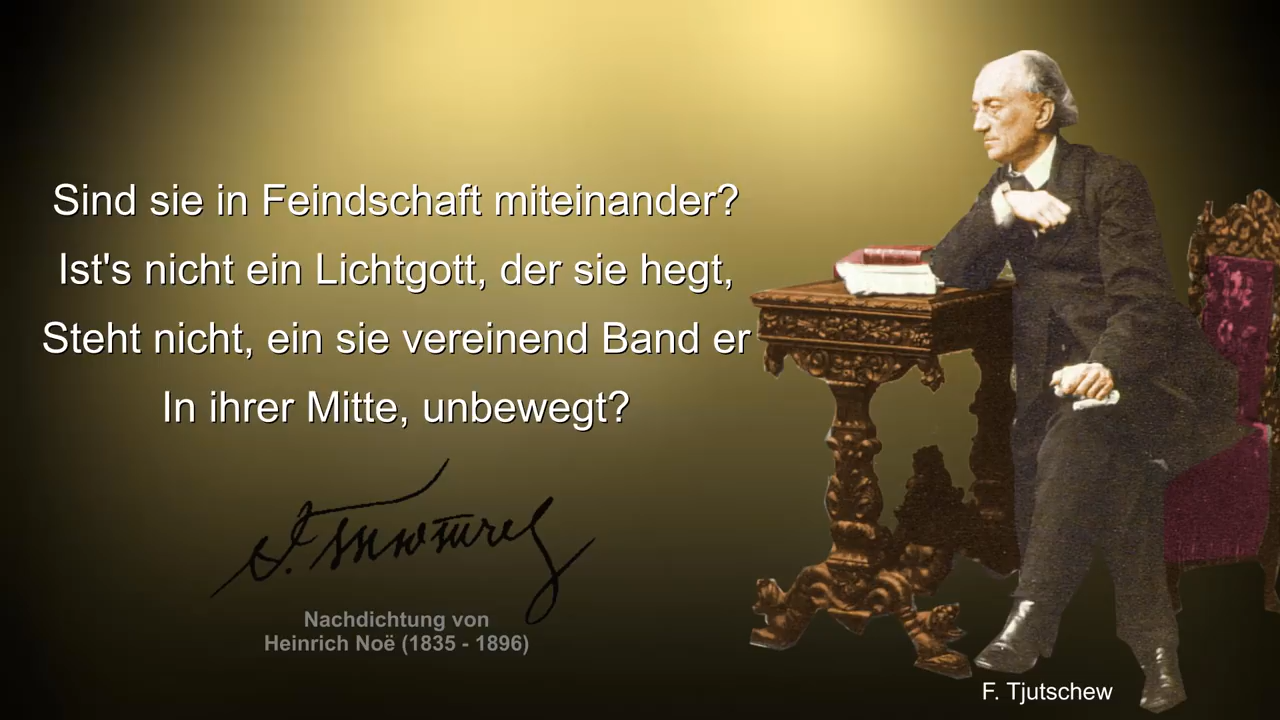 Sind sie in Feindschaft miteinander?
Ist's nicht ein Lichtgott, der sie hegt,
Steht nicht, ein sie vereinend Band er
In ihrer Mitte, unbewegt?
Ѳ. Тютчев
Nachdichtung von
Heinrich Noë (1835 - 1896)
F. Tjutschew